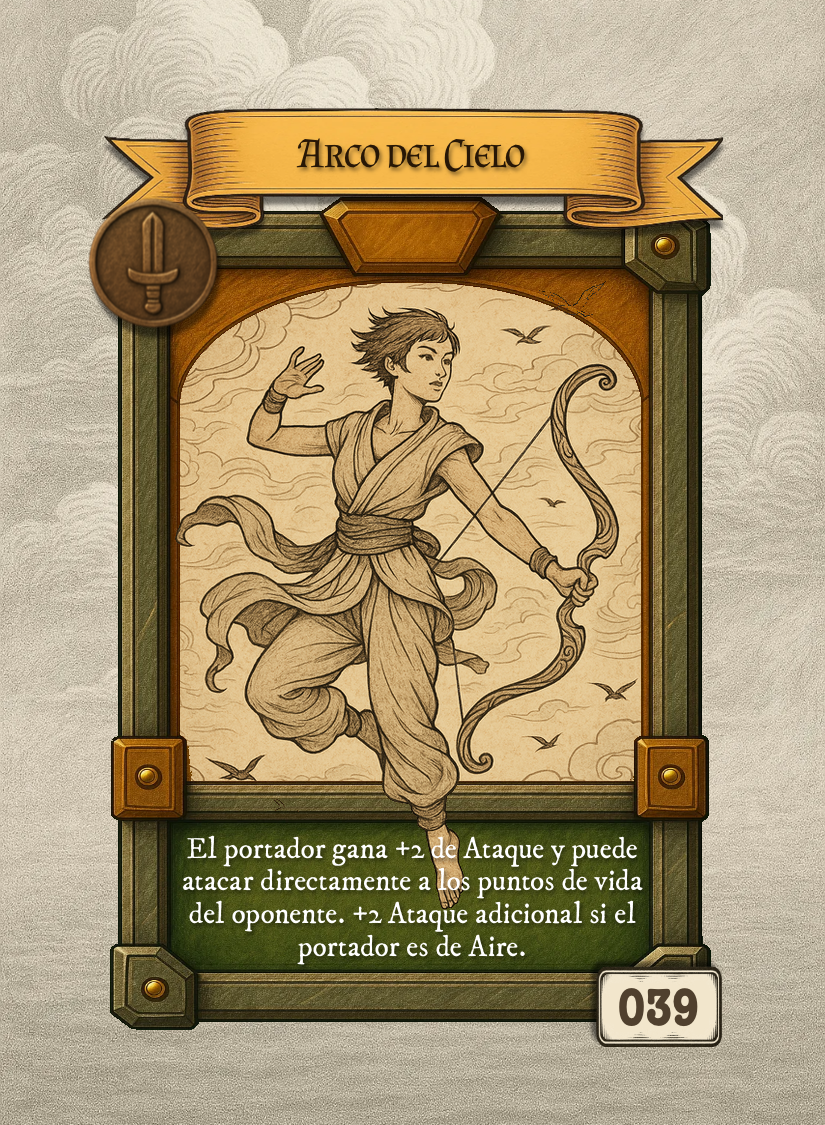 Arco del Cielo
El portador gana +2 de Ataque y puede
atacar directamente a los puntos de vida
del oponente. +2 Ataque adicional si el
portador es de Aire.
039